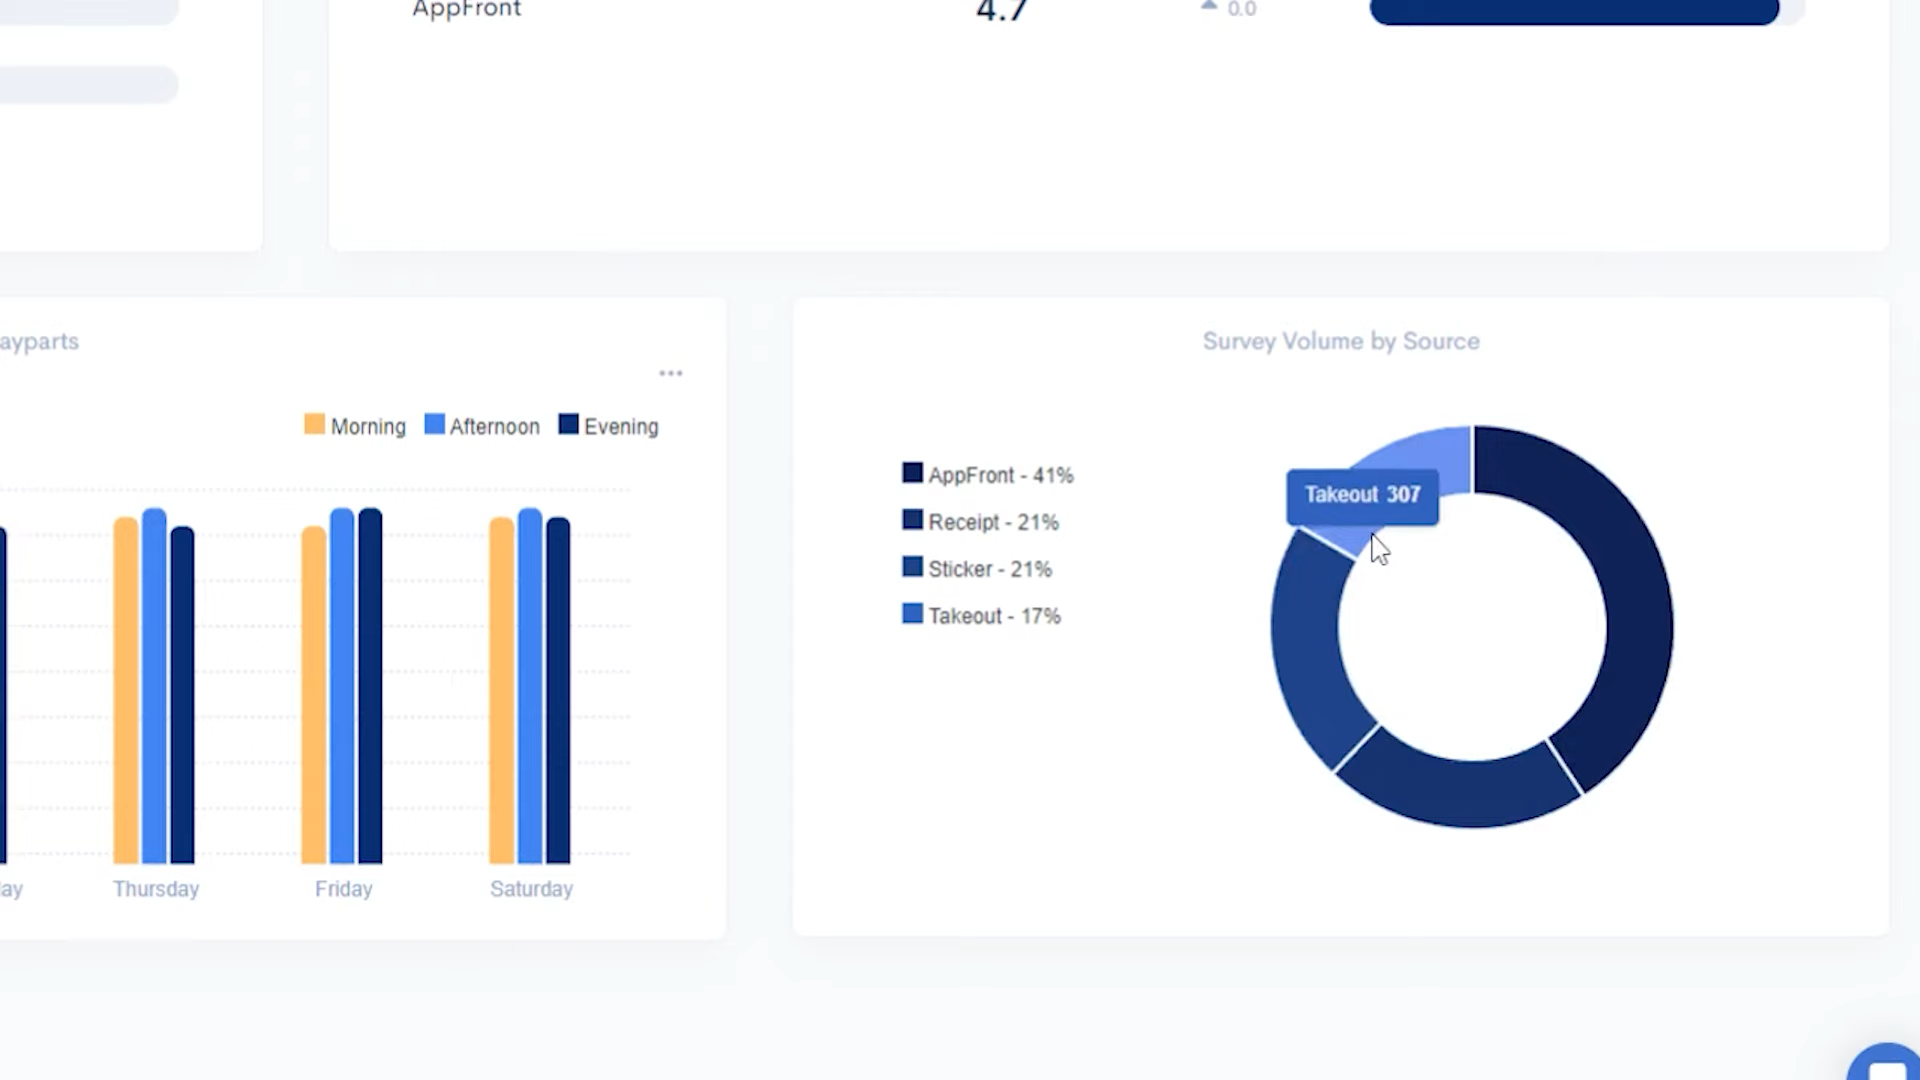 AppFront 4.7 0.0
ayparts
Morning Afternoon Evening
ay Thursday Friday Saturday
Survey Volume by Source
AppFront - 41%
Receipt - 21%
Sticker - 21%
Takeout - 17%
Takeout 307